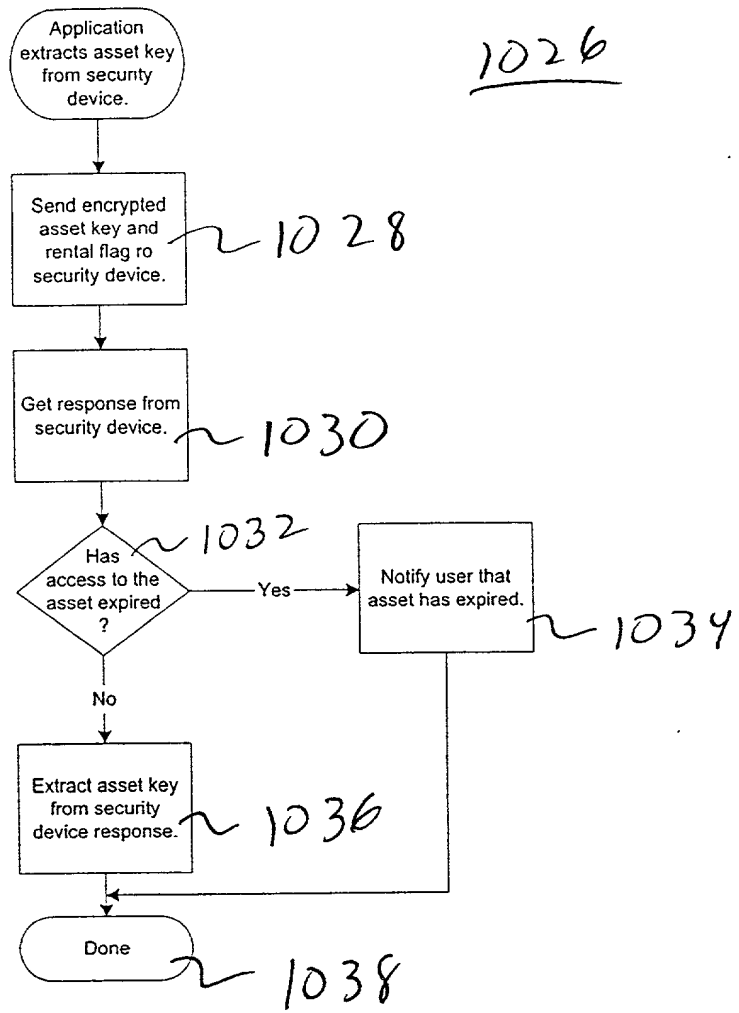 Application
extracts asset key
from security
device.
1026
Send encrypted
asset key and
rental flag ro
security device.
1028
Get response from
security device.
1030
Has
access to the
asset expired
?
1032
Yes
Notify user that
asset has expired.
1034
No
Extract asset key
from security
device response.
1036
Done
1038